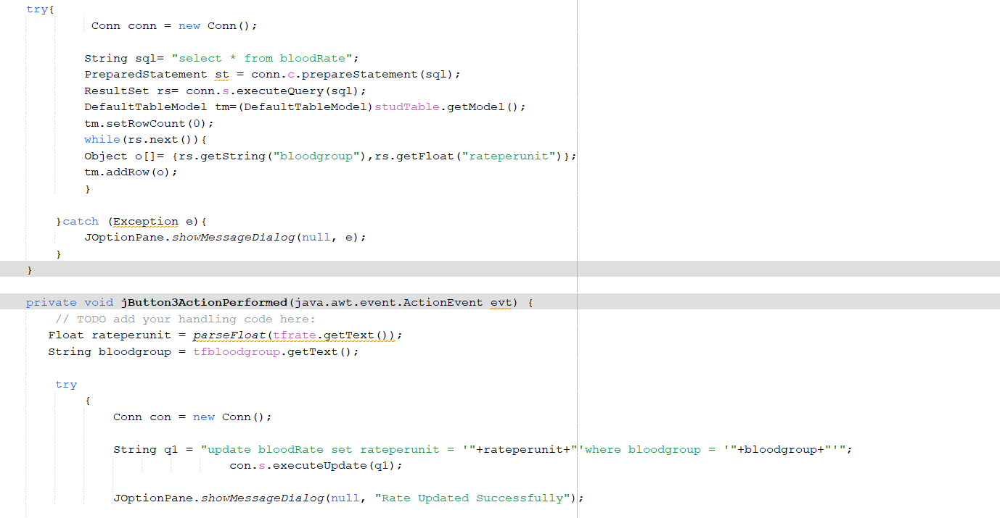 try{
Conn conn = new Conn();
String sql= "select * from bloodRate";
PreparedStatement st = conn.c.prepareStatement(sql);
ResultSet rs= conn.s.executeQuery(sql);
DefaultTableModel tm=(DefaultTableModel)studTable.getModel();
tm.setRowCount(0);
while(rs.next()){
Object o[]= {rs.getString("bloodgroup"),rs.getFloat("rateperunit")};
tm.addRow(o);
}
}catch (Exception e){
JOptionPane.showMessageDialog(null, e);
}
}
private void jButton3ActionPerformed(java.awt.event.ActionEvent evt) {
// TODO add your handling code here:
Float rateperunit = parseFloat(tfrate.getText());
String bloodgroup = tfbloodgroup.getText();
try
{
Conn con = new Conn();
String q1 = "update bloodRate set rateperunit = '"+rateperunit+"'where bloodgroup = '"+bloodgroup+"'";
con.s.executeUpdate(q1);
JOptionPane.showMessageDialog(null, "Rate Updated Successfully");